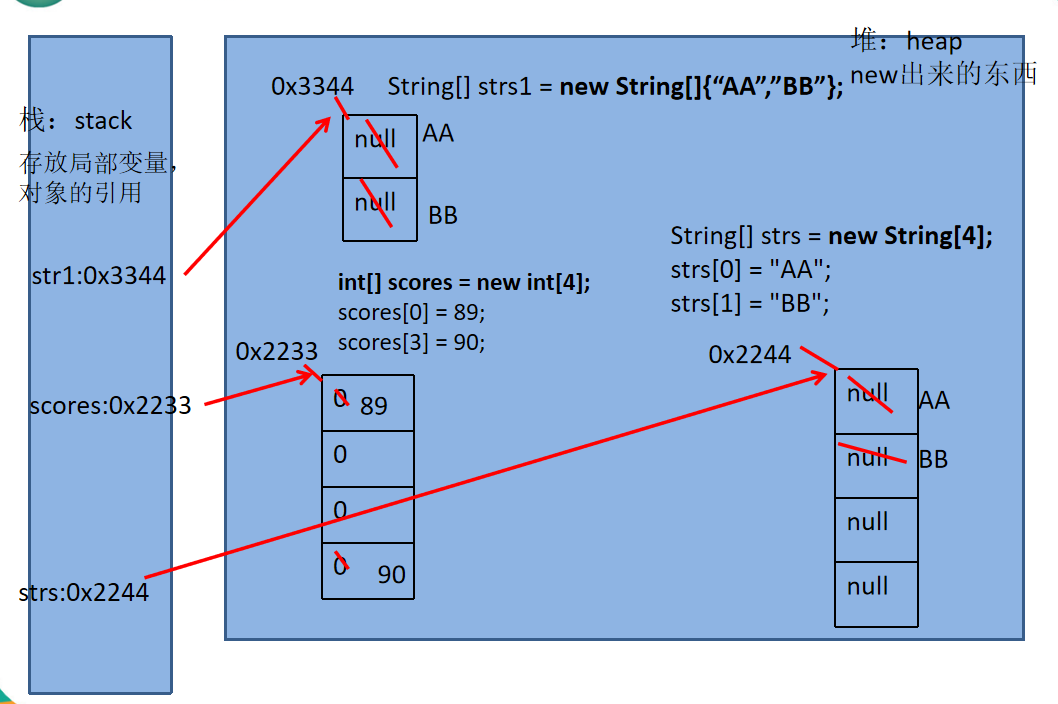 堆：heap
new出来的东西
0x3344 String[] strs1 = new String[]{“AA”,”BB”};
栈：stack
存放局部变量，
对象的引用
null AA
null BB
str1:0x3344
String[] strs = new String[4];
strs[0] = "AA";
strs[1] = "BB";
int[] scores = new int[4];
scores[0] = 89;
scores[3] = 90;
0x2233
0x2244
scores:0x2233
0 89
0
0
0 90
null AA
null BB
null
null
strs:0x2244